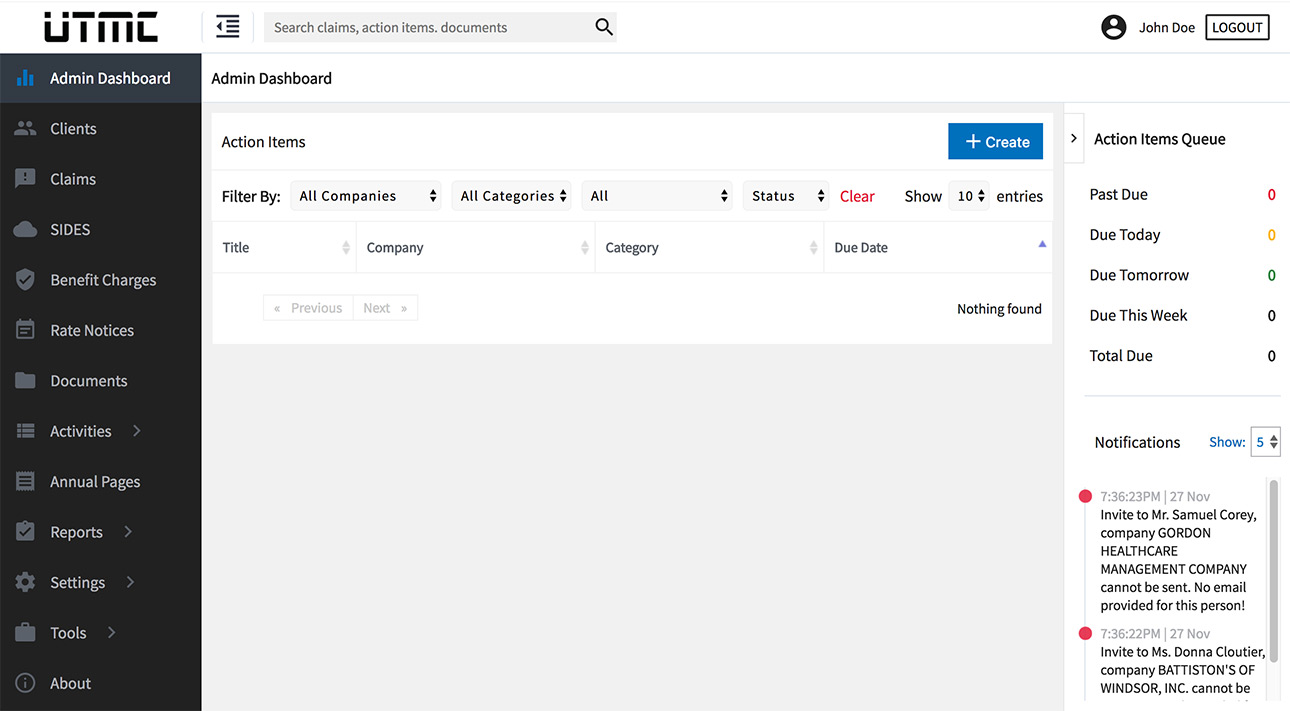 UTMC
Search claims, action items. documents
John Doe
LOGOUT
Admin Dashboard
Clients
Claims
SIDES
Benefit Charges
Rate Notices
Documents
Activities
Annual Pages
Reports
Settings
Tools
About
Admin Dashboard
Action Items
+ Create
Filter By: All Companies All Categories All Status Clear Show 10 entries
Title Company Category Due Date
« Previous Next »
Nothing found
Action Items Queue
Past Due 0
Due Today 0
Due Tomorrow 0
Due This Week 0
Total Due 0
Notifications Show: 5
7:36:23PM | 27 Nov
Invite to Mr. Samuel Corey,
company GORDON
HEALTHCARE
MANAGEMENT COMPANY
cannot be sent. No email
provided for this person!
7:36:22PM | 27 Nov
Invite to Ms. Donna Cloutier,
company BATTISTON'S OF
WINDSOR, INC. cannot be